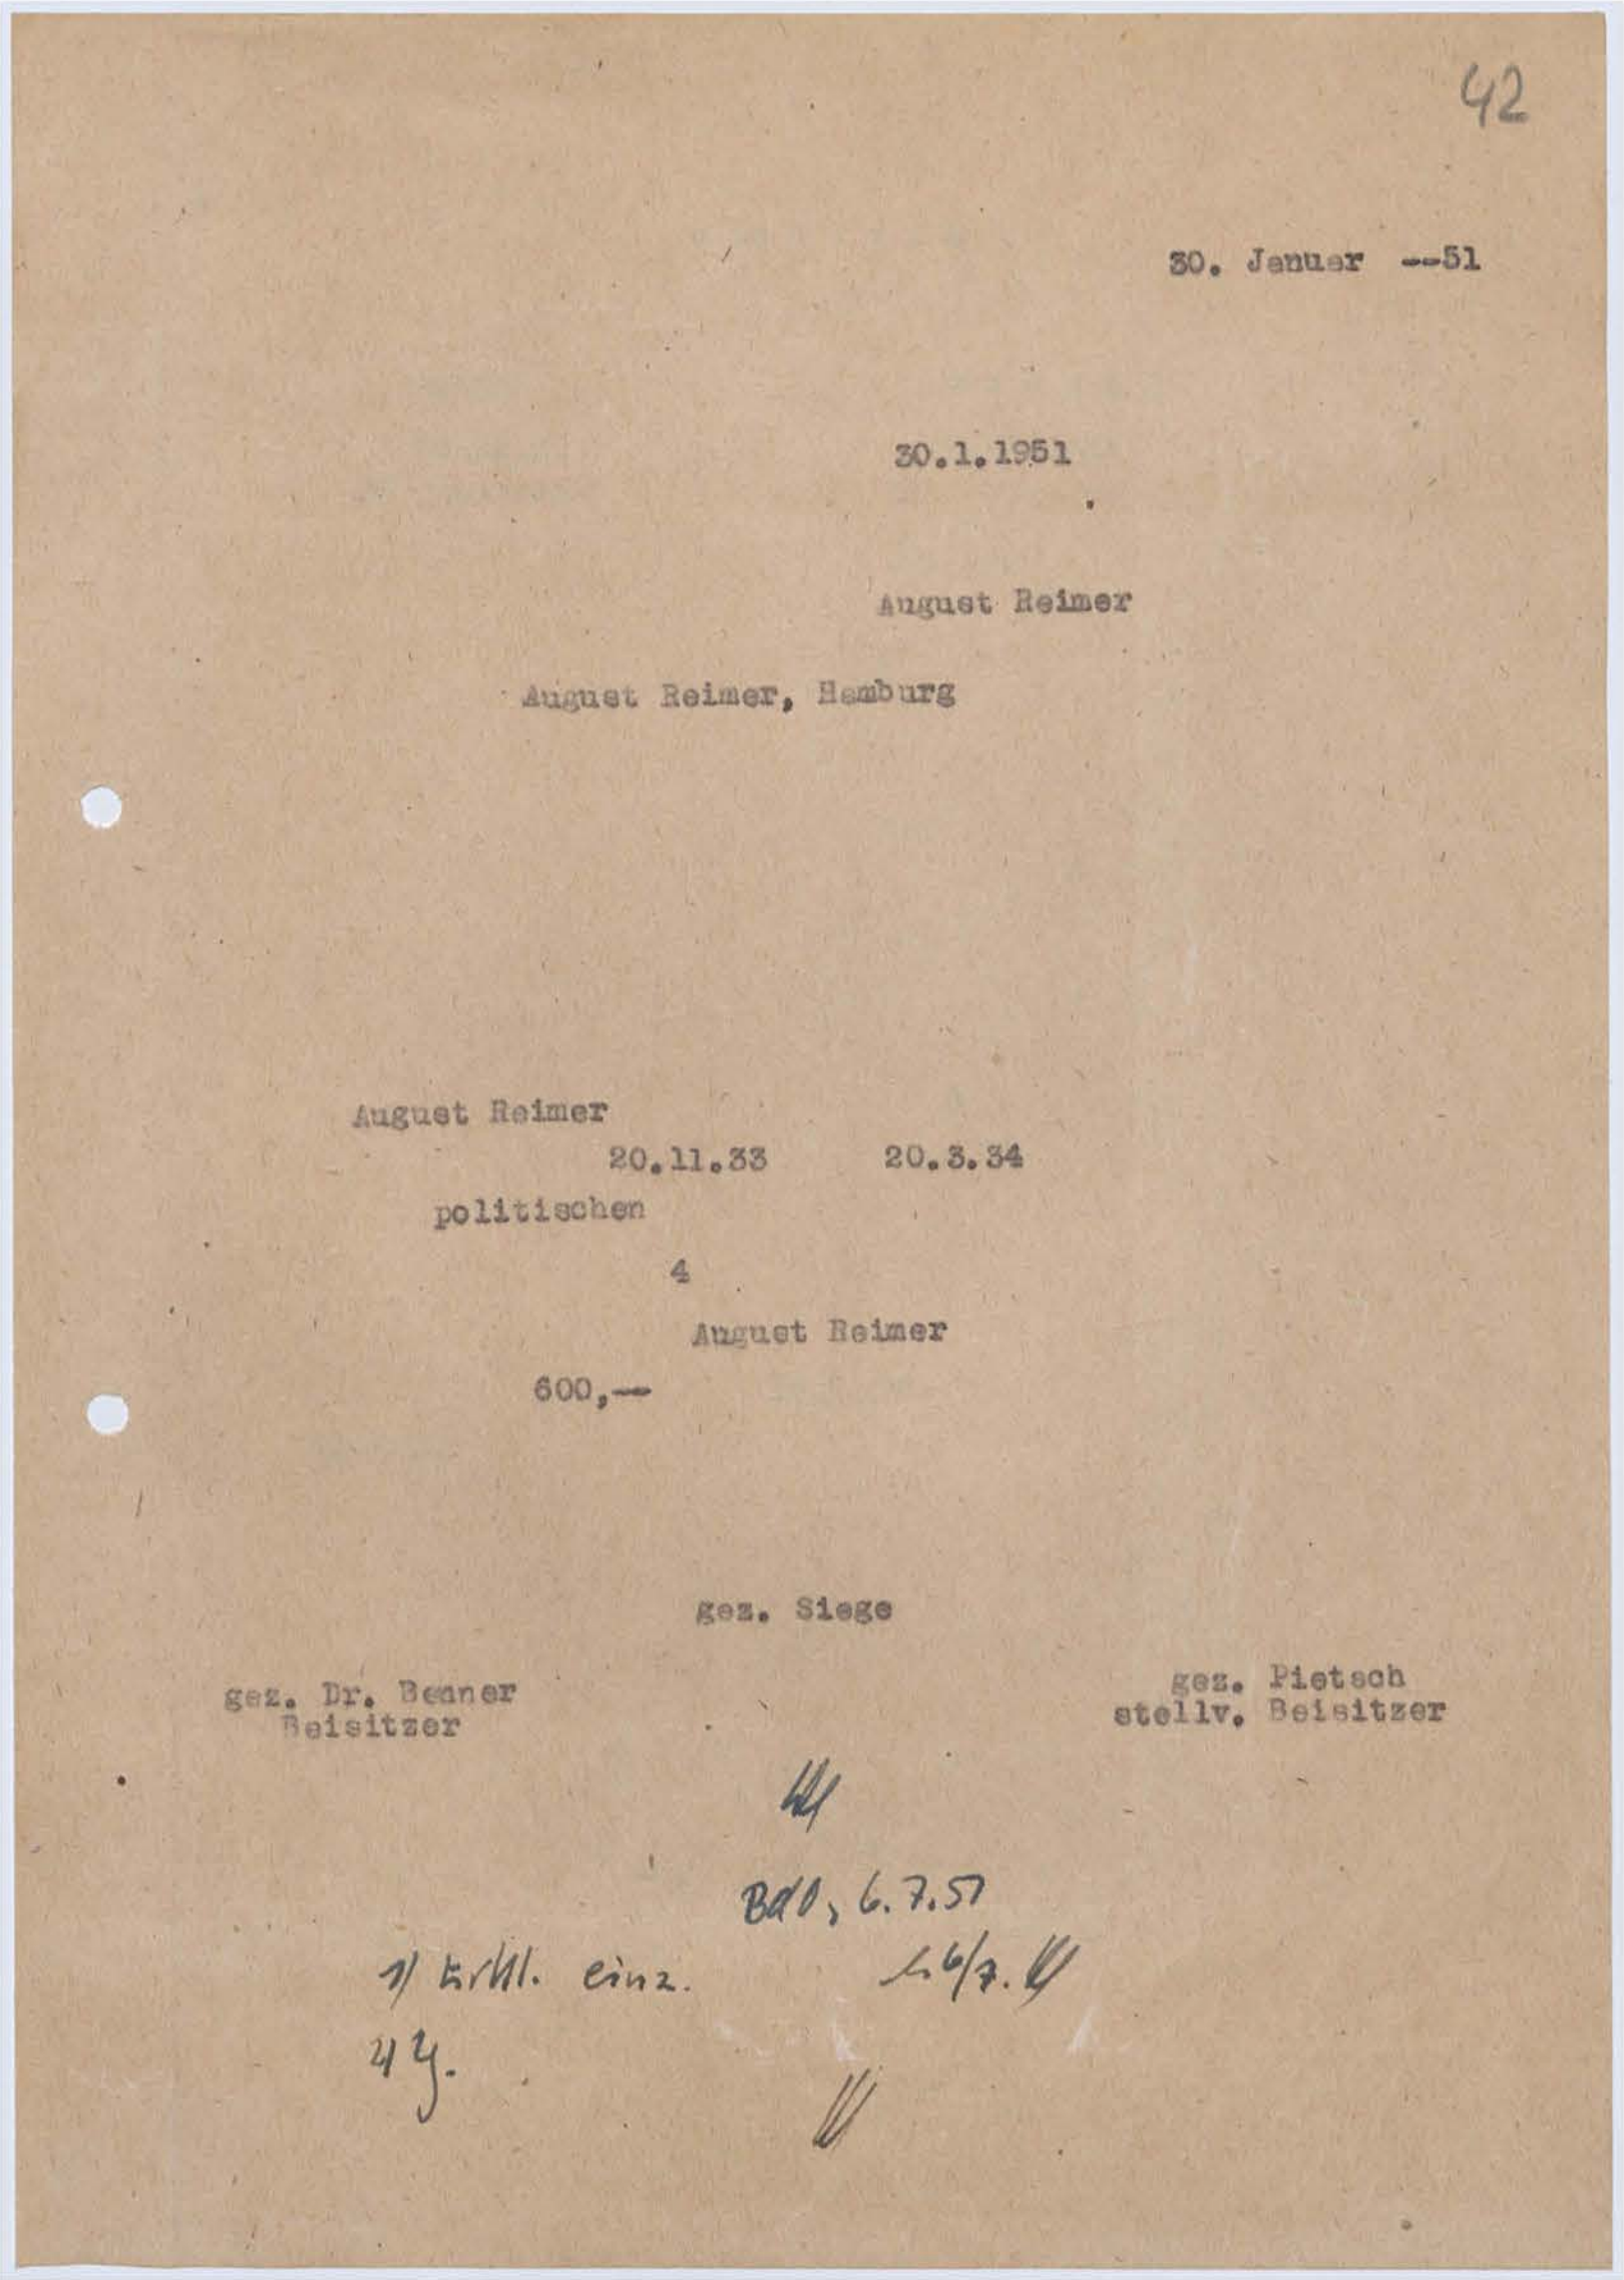 42
30. Januar --51
30.1.1951
August Reimer
August Reimer, Hamburg
August Reimer
20.11.33 20.3.34
politischen
4
August Reimer
600,--
gez. Siege
gez. Dr. Benner
Beisitzer
gez. Pietsch
stellv. Beisitzer
6.7.51
1) einz.
6/7.